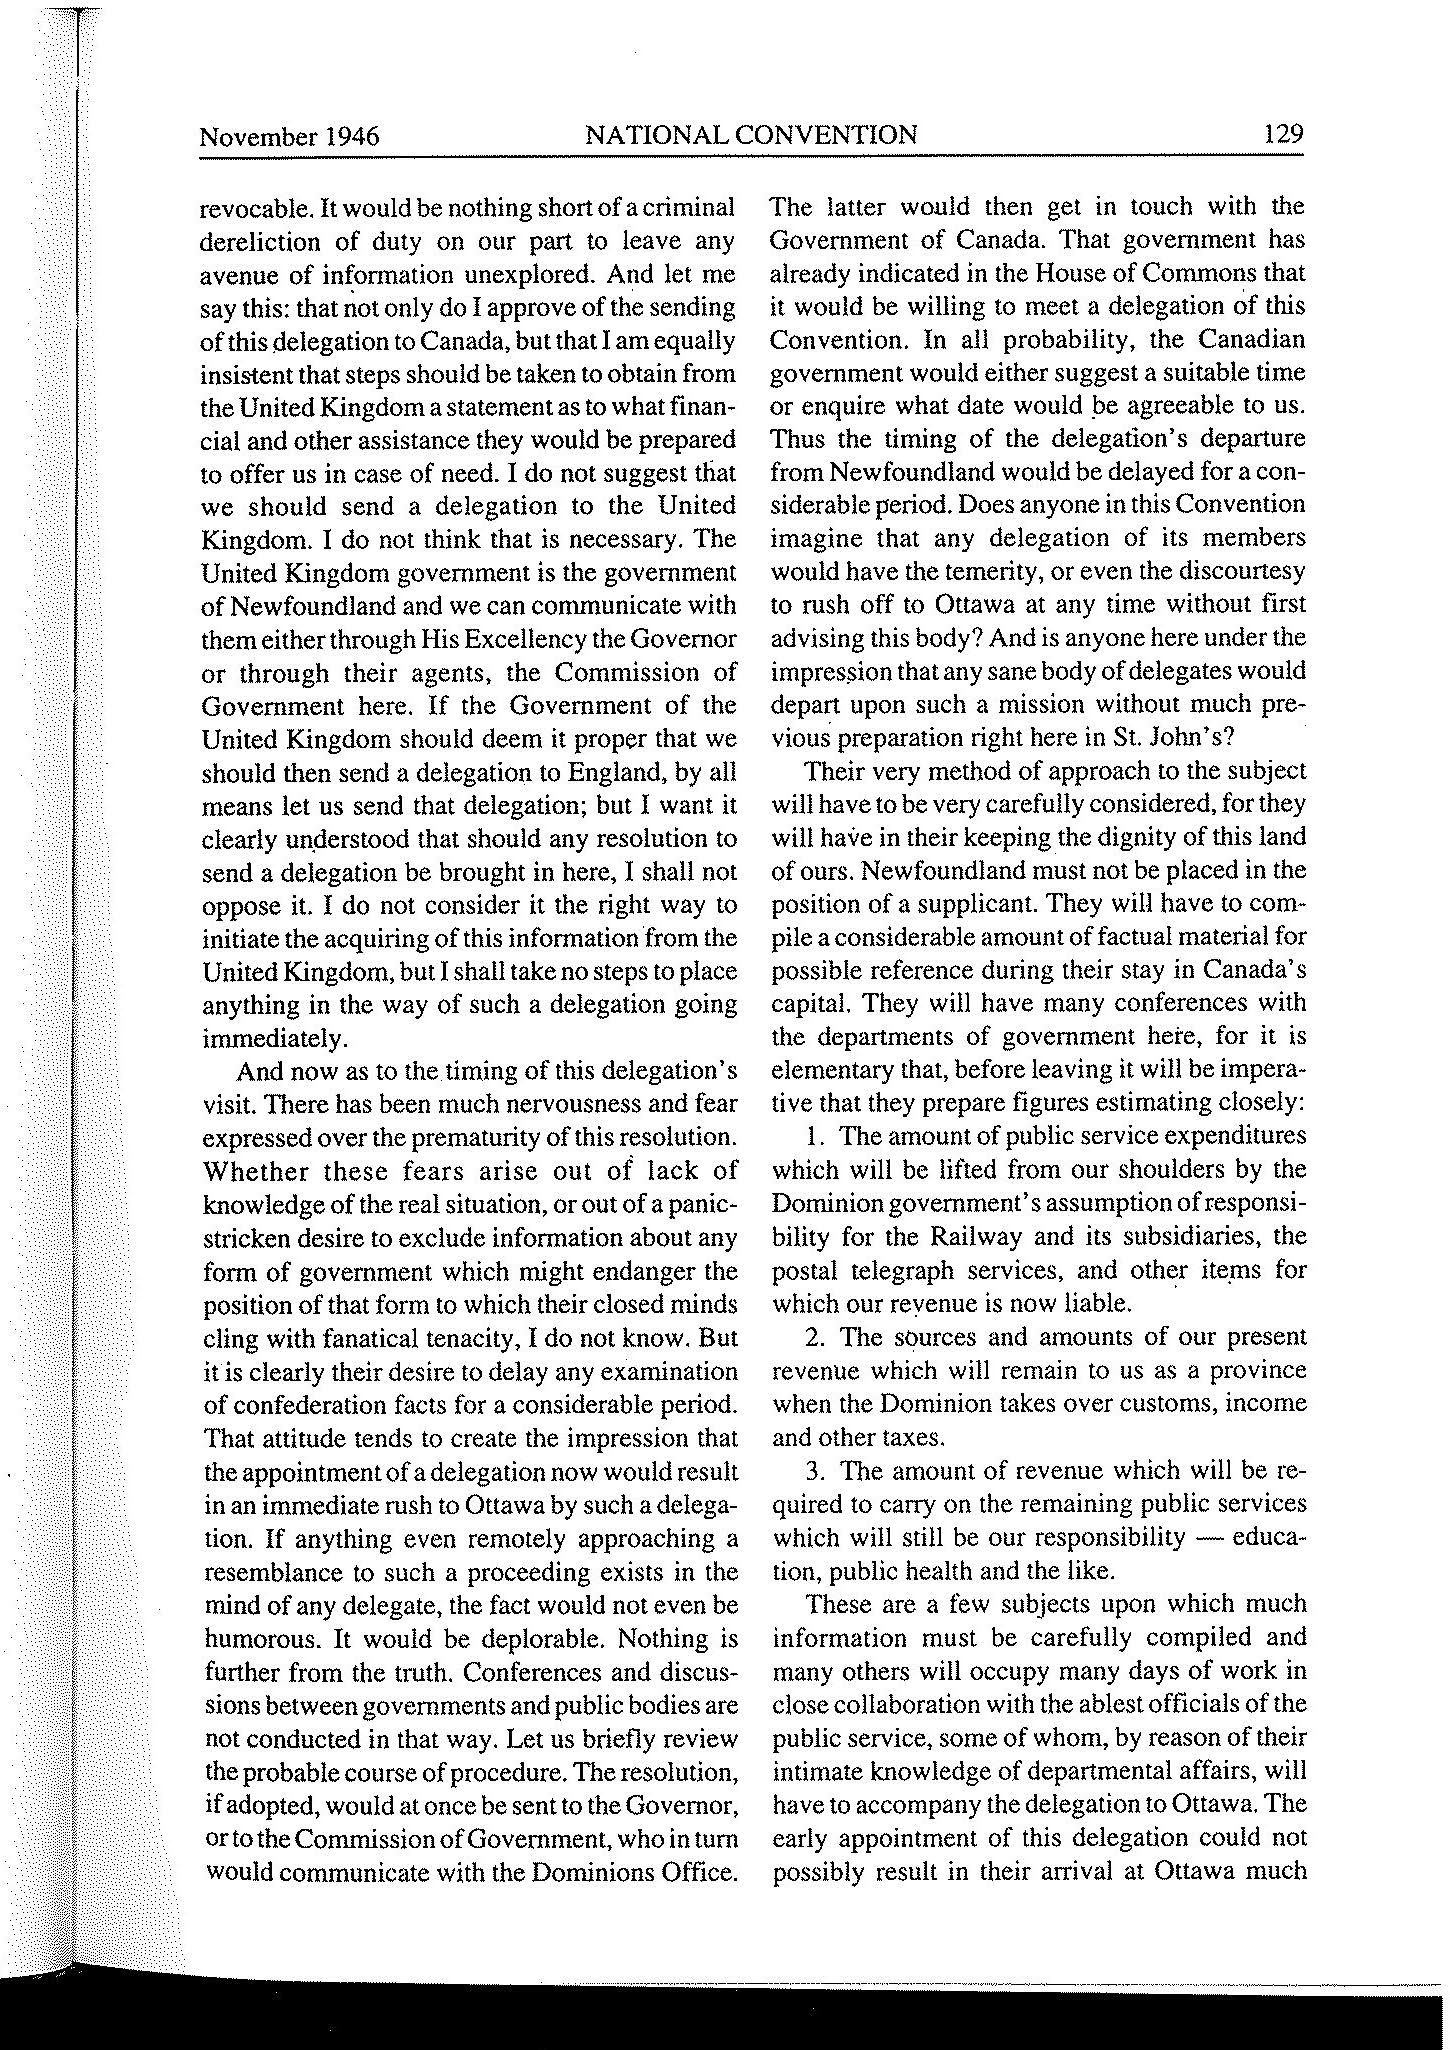 November 1946
NATIONAL CONVENTION
129
revocable. It would be nothing short of a criminal
dereliction of duty on our part to leave any
avenue of information unexplored. And let me
say this: that not only do I approve of the sending
of this delegation to Canada, but that I am equally
insistent that steps should be taken to obtain from
the United Kingdom a statement as to what finan-
cial and other assistance they would be prepared
to offer us in case of need. I do not suggest that
we should send a delegation to the United
Kingdom. I do not think that is necessary. The
United Kingdom government is the government
of Newfoundland and we can communicate with
them either through His Excellency the Governor
or through their agents, the Commission of
Government here. If the Government of the
United Kingdom should deem it proper that we
should then send a delegation to England, by all
means let us send that delegation; but I want it
clearly understood that should any resolution to
send a delegation be brought in here, I shall not
oppose it. I do not consider it the right way to
initiate the acquiring of this information from the
United Kingdom, but I shall take no steps to place
anything in the way of such a delegation going
immediately.
And now as to the timing of this delegation's
visit. There has been much nervousness and fear
expressed over the prematurity of this resolution.
Whether these fears arise out of lack of
knowledge of the real situation, or out of a panic-
stricken desire to exclude information about any
form of government which might endanger the
position of that form to which their closed minds
cling with fanatical tenacity, I do not know. But
it is clearly their desire to delay any examination
of confederation facts for a considerable period.
That attitude tends to create the impression that
the appointment of a delegation now would result
in an immediate rush to Ottawa by such a delega-
tion. If anything even remotely approaching a
resemblance to such a proceeding exists in the
mind of any delegate, the fact would not even be
humorous. It would be deplorable. Nothing is
further from the truth. Conferences and discus-
sions between governments and public bodies are
not conducted in that way. Let us briefly review
the probable course of procedure. The resolution,
if adopted, would at once be sent to the Governor,
or to the Commission of Government, who in turn
would communicate with the Dominions Office.
The latter would then get in touch with the
Government of Canada. That government has
already indicated in the House of Commons that
it would be willing to meet a delegation of this
Convention. In all probability, the Canadian
government would either suggest a suitable time
or enquire what date would be agreeable to us.
Thus the timing of the delegation's departure
from Newfoundland would be delayed for a con-
siderable period. Does anyone in this Convention
imagine that any delegation of its members
would have the temerity, or even the discourtesy
to rush off to Ottawa at any time without first
advising this body? And is anyone here under the
impression that any sane body of delegates would
depart upon such a mission without much pre-
vious preparation right here in St. John's?
Their very method of approach to the subject
will have to be very carefully considered, for they
will have in their keeping the dignity of this land
of ours. Newfoundland must not be placed in the
position of a supplicant. They will have to com-
pile a considerable amount of factual material for
possible reference during their stay in Canada's
capital. They will have many conferences with
the departments of government here, for it is
elementary that, before leaving it will be impera-
tive that they prepare figures estimating closely:
1. The amount of public service expenditures
which will be lifted from our shoulders by the
Dominion government's assumption of responsi-
bility for the Railway and its subsidiaries, the
postal telegraph services, and other items for
which our revenue is now liable.
2. The sources and amounts of our present
revenue which will remain to us as a province
when the Dominion takes over customs, income
and other taxes.
3. The amount of revenue which will be re-
quired to carry on the remaining public services
which will still be our responsibility — educa-
tion, public health and the like.
These are a few subjects upon which much
information must be carefully compiled and
many others will occupy many days of work in
close collaboration with the ablest officials of the
public service, some of whom, by reason of their
intimate knowledge of departmental affairs, will
have to accompany the delegation to Ottawa. The
early appointment of this delegation could not
possibly result in their arrival at Ottawa much